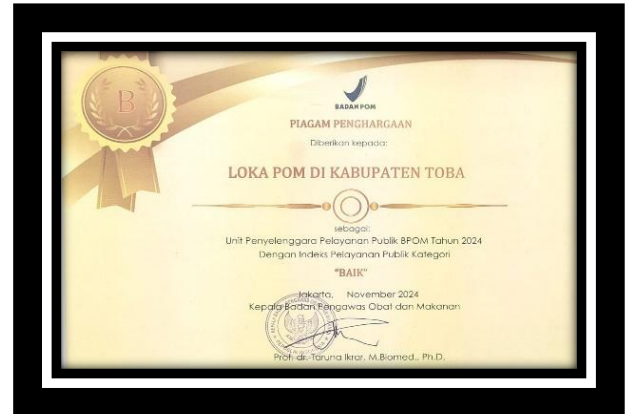 B
BADAN POM
PIAGAM PENGHARGAAN
Diberikan kepada:
LOKA POM DI KABUPATEN TOBA
sebagai:
Unit Penyelenggara Pelayanan Publik BPOM Tahun 2024
Dengan Indeks Pelayanan Publik Kategori
"BAIK"
Jakarta, November 2024
Kepala Badan Pengawas Obat dan Makanan
Prof. dr. Taruna Ikrar, M.Biomed., Ph.D.